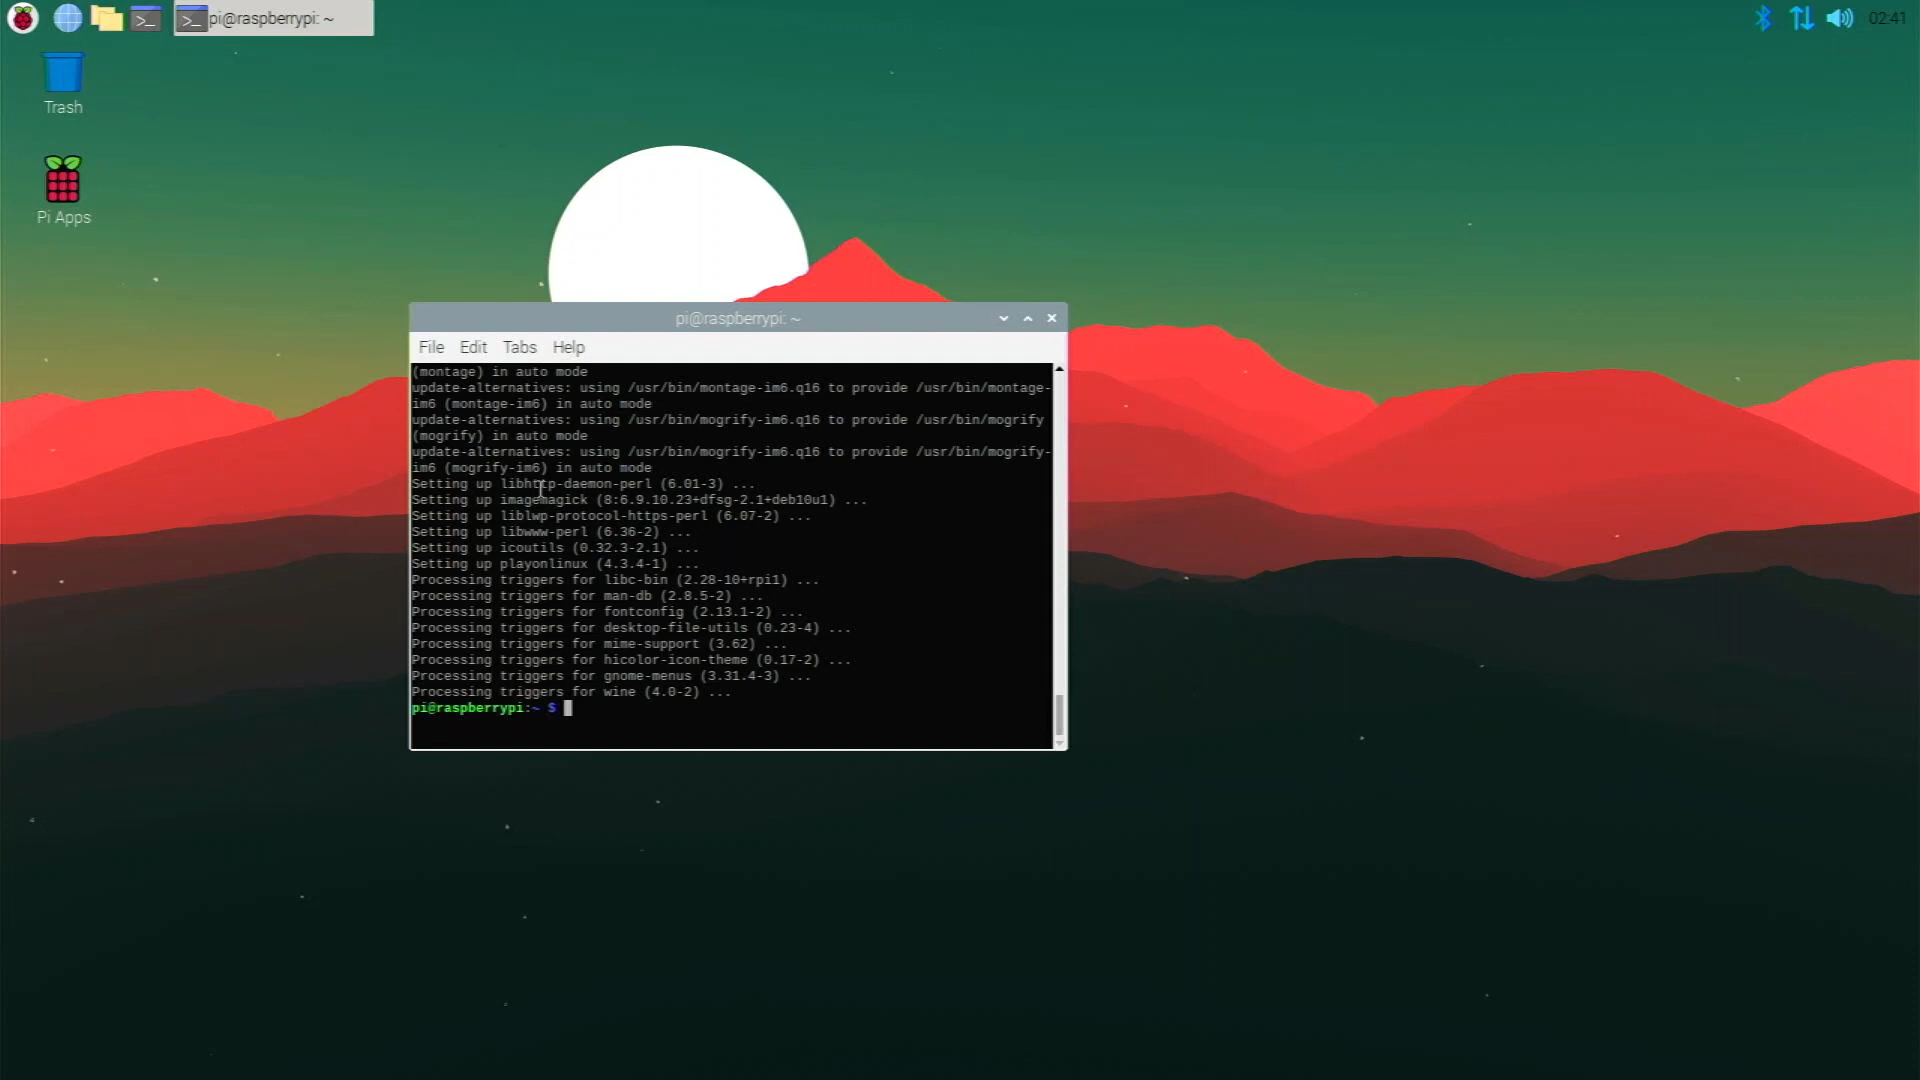 pi@raspberrypi: ~
02:41
Trash
Pi Apps
pi@raspberrypi: ~
File Edit Tabs Help
(montage) in auto mode
update-alternatives: using /usr/bin/montage-im6.q16 to provide /usr/bin/montage-
im6 (montage-im6) in auto mode
update-alternatives: using /usr/bin/mogrify-im6.q16 to provide /usr/bin/mogrify
(mogrify) in auto mode
update-alternatives: using /usr/bin/mogrify-im6.q16 to provide /usr/bin/mogrify-
im6 (mogrify-im6) in auto mode
Setting up libhttp-daemon-perl (6.01-3) ...
Setting up imagemagick (8:6.9.10.23+dfsg-2.1+deb10u1) ...
Setting up liblwp-protocol-https-perl (6.07-2) ...
Setting up libwww-perl (6.36-2) ...
Setting up icoutils (0.32.3-2.1) ...
Setting up playonlinux (4.3.4-1) ...
Processing triggers for libc-bin (2.28-10+rpi1) ...
Processing triggers for man-db (2.8.5-2) ...
Processing triggers for fontconfig (2.13.1-2) ...
Processing triggers for desktop-file-utils (0.23-4) ...
Processing triggers for mime-support (3.62) ...
Processing triggers for hicolor-icon-theme (0.17-2) ...
Processing triggers for gnome-menus (3.31.4-3) ...
Processing triggers for wine (4.0-2) ...
pi@raspberrypi:~ $